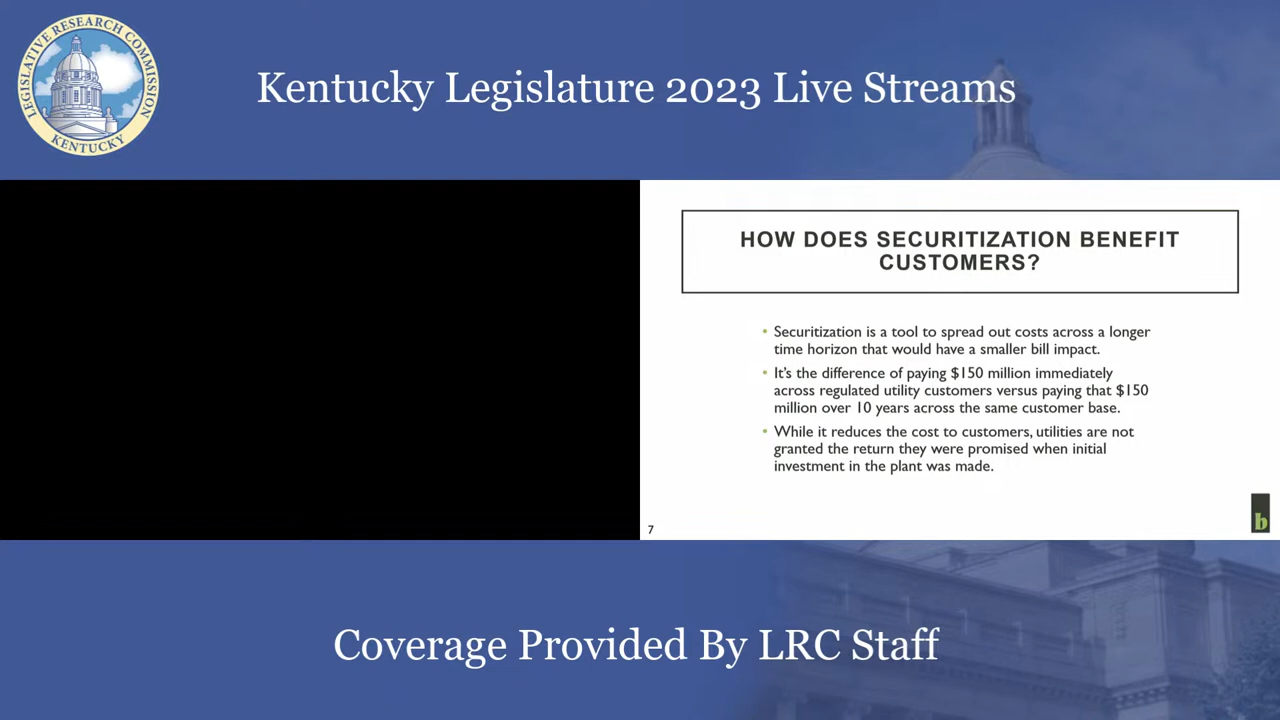 LEGISLATIVE RESEARCH COMMISSION
KENTUCKY
Kentucky Legislature 2023 Live Streams
HOW DOES SECURITIZATION BENEFIT
CUSTOMERS?
• Securitization is a tool to spread out costs across a longer
time horizon that would have a smaller bill impact.
• It's the difference of paying $150 million immediately
across regulated utility customers versus paying that $150
million over 10 years across the same customer base.
• While it reduces the cost to customers, utilities are not
granted the return they were promised when initial
investment in the plant was made.
7
b
Coverage Provided By LRC Staff